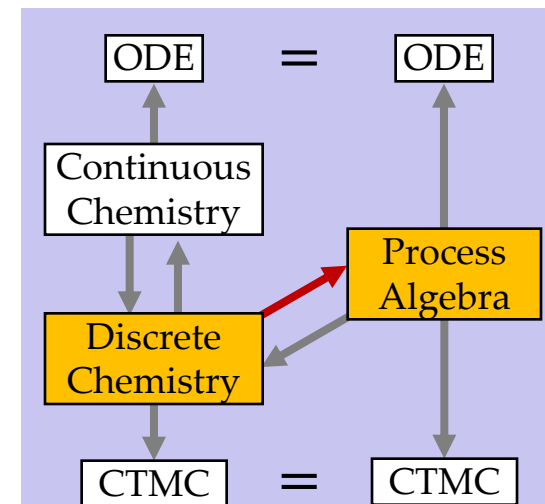 ODE = ODE
Continuous
Chemistry
Process
Algebra
Discrete
Chemistry
CTMC = CTMC